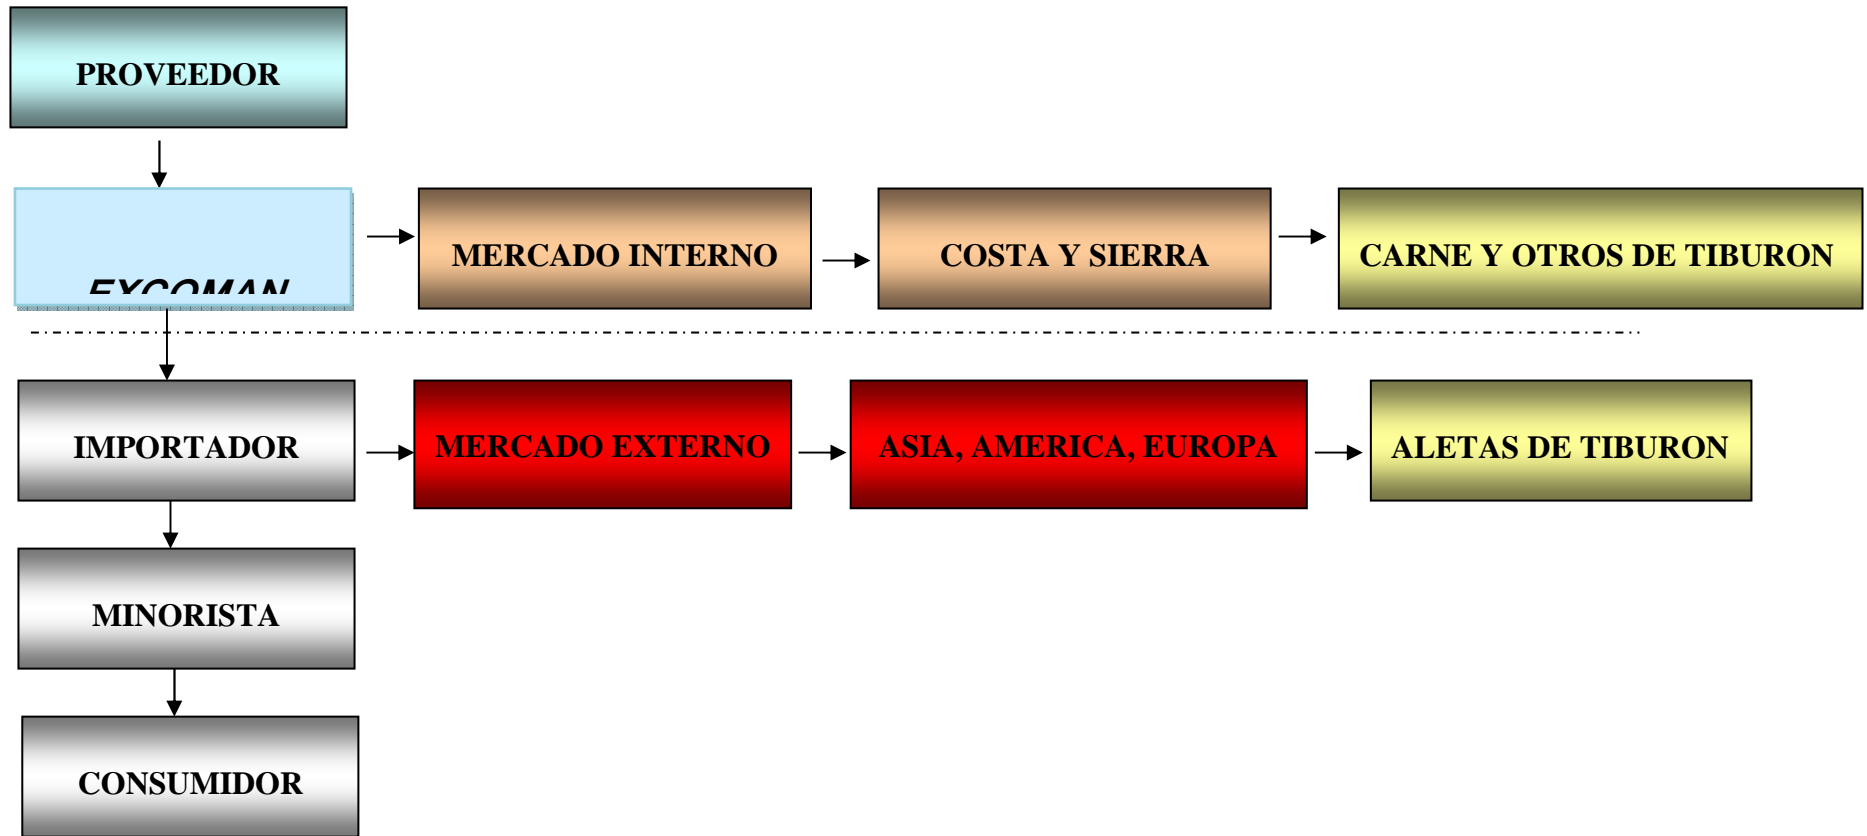 PROVEEDOR
EXCOMAN
MERCADO INTERNO
COSTA Y SIERRA
CARNE Y OTROS DE TIBURON
IMPORTADOR
MERCADO EXTERNO
ASIA, AMERICA, EUROPA
ALETAS DE TIBURON
MINORISTA
CONSUMIDOR